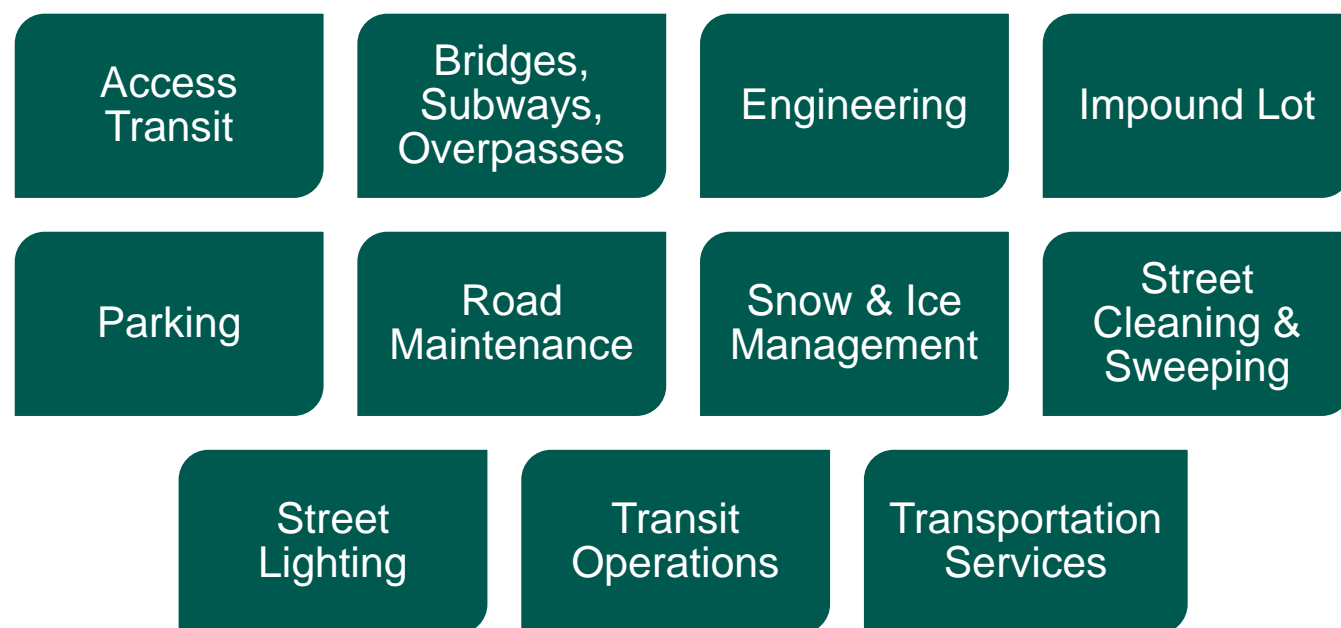 Access
Transit
Bridges,
Subways,
Overpasses
Engineering
Impound Lot
Parking
Road
Maintenance
Snow & Ice
Management
Street
Cleaning &
Sweeping
Street
Lighting
Transit
Operations
Transportation
Services